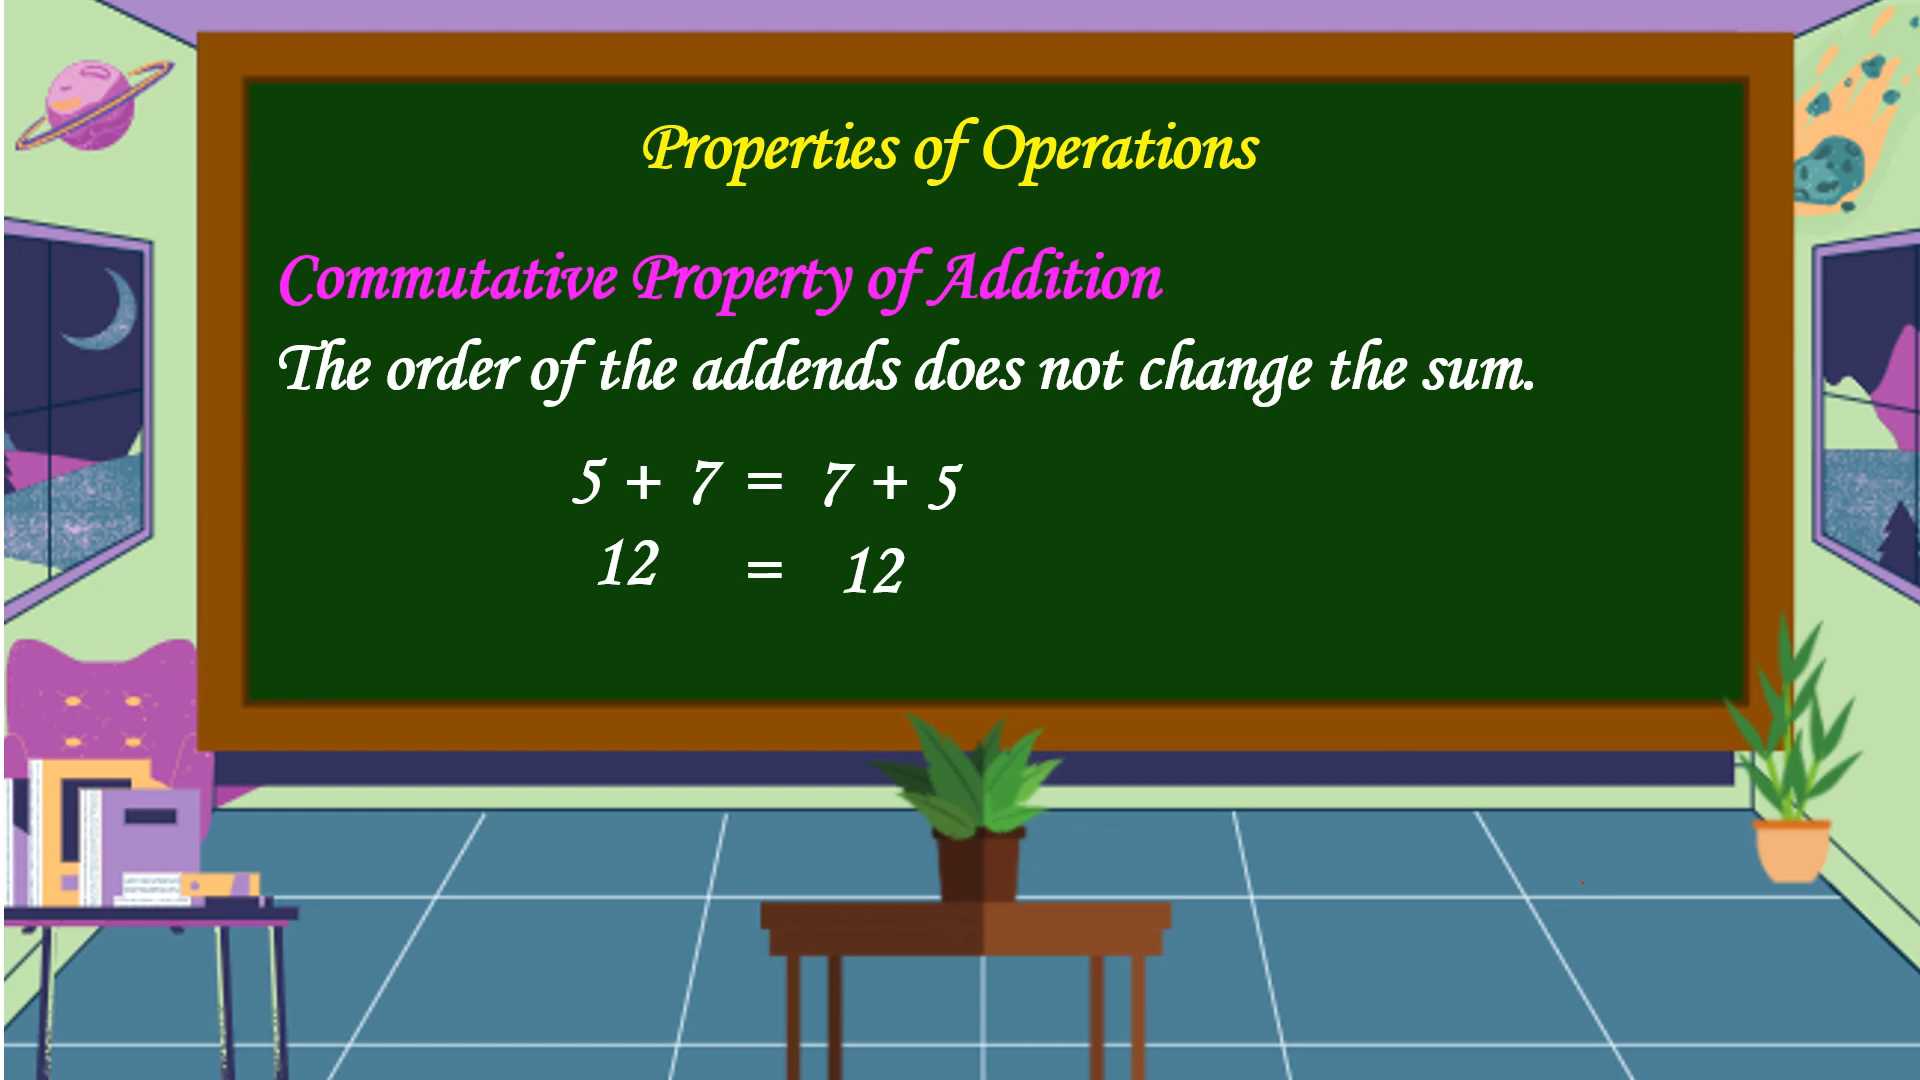 Properties of Operations
Commutative Property of Addition
The order of the addends does not change the sum.
5 + 7 = 7 + 5
12 = 12